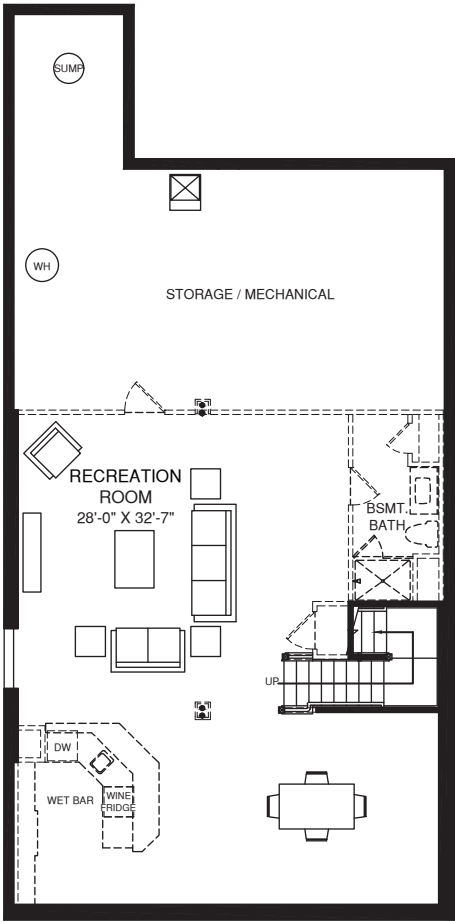 SUMP
WH
STORAGE / MECHANICAL
RECREATION
ROOM
28'-0" X 32'-7"
BSMT.
BATH
UP
DW
WET BAR
WINE
FRIDGE